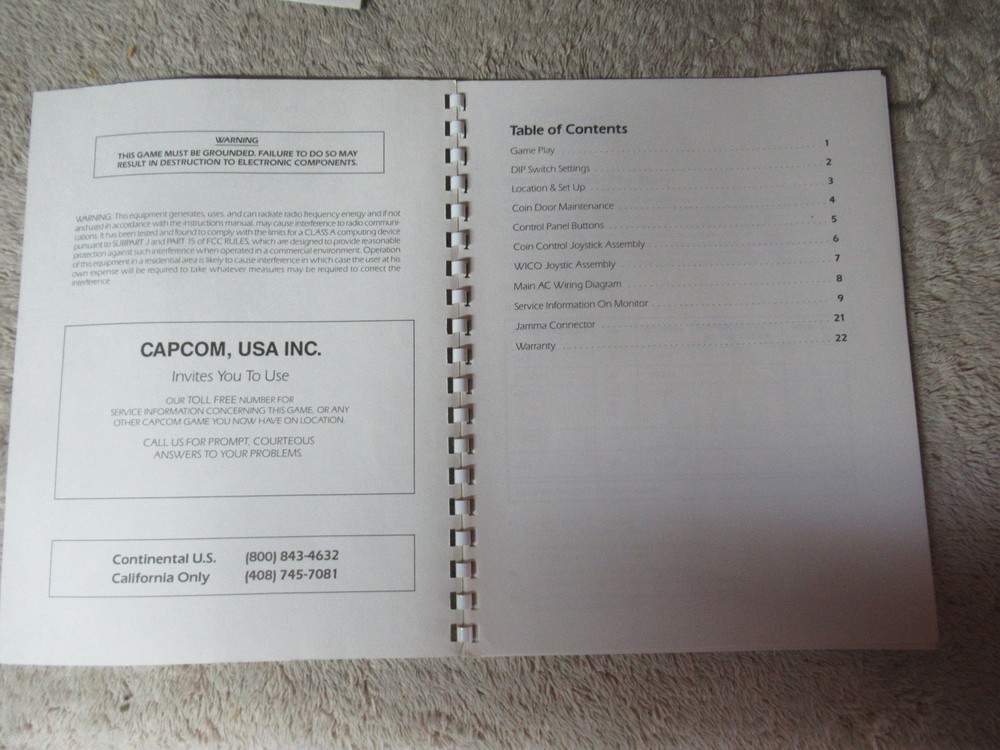 WARNING
THIS GAME MUST BE GROUNDED. FAILURE TO DO SO MAY
RESULT IN DESTRUCTION TO ELECTRONIC COMPONENTS.
WARNING: This equipment generates, uses, and can radiate radio frequency energy and if not
and used in accordance with the instructions manual, may cause interference to radio communi-
cations. It has been tested and found to comply with the limits for a CLASS A computing device
pursuant to SUBPART J and PART 15 of FCC RULES, which are designed to provide reasonable
protection against such interference when operated in a commercial environment. Operation
of this equipment in a residential area is likely to cause interference in which case the user at his
own expense will be required to take whatever measures may be required to correct the
interference.
CAPCOM, USA INC.
Invites You To Use
OUR TOLL FREE NUMBER FOR
SERVICE INFORMATION CONCERNING THIS GAME, OR ANY
OTHER CAPCOM GAME YOU NOW HAVE ON LOCATION.
CALL US FOR PROMPT, COURTEOUS
ANSWERS TO YOUR PROBLEMS
Continental U.S. (800) 843-4632
California Only (408) 745-7081
Table of Contents
Game Play 1
DIP Switch Settings 2
Location & Set Up 3
Coin Door Maintenance 4
Control Panel Buttons 5
Coin Control Joystick Assembly 6
WICO Joystic Assembly 7
Main AC Wiring Diagram 8
Service Information On Monitor 9
Jamma Connector 21
Warranty 22